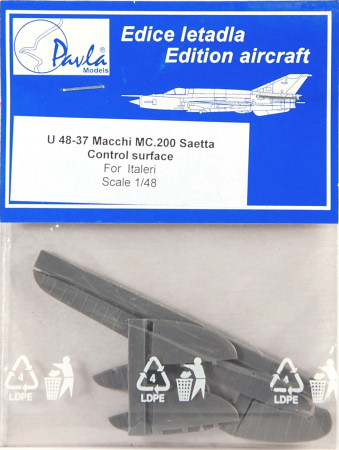 Pavla
Models
Edice letadla
Edition aircraft
U 48-37 Macchi MC.200 Saetta
Control surface
For Italeri
Scale 1/48
4
LDPE
4
LDPE